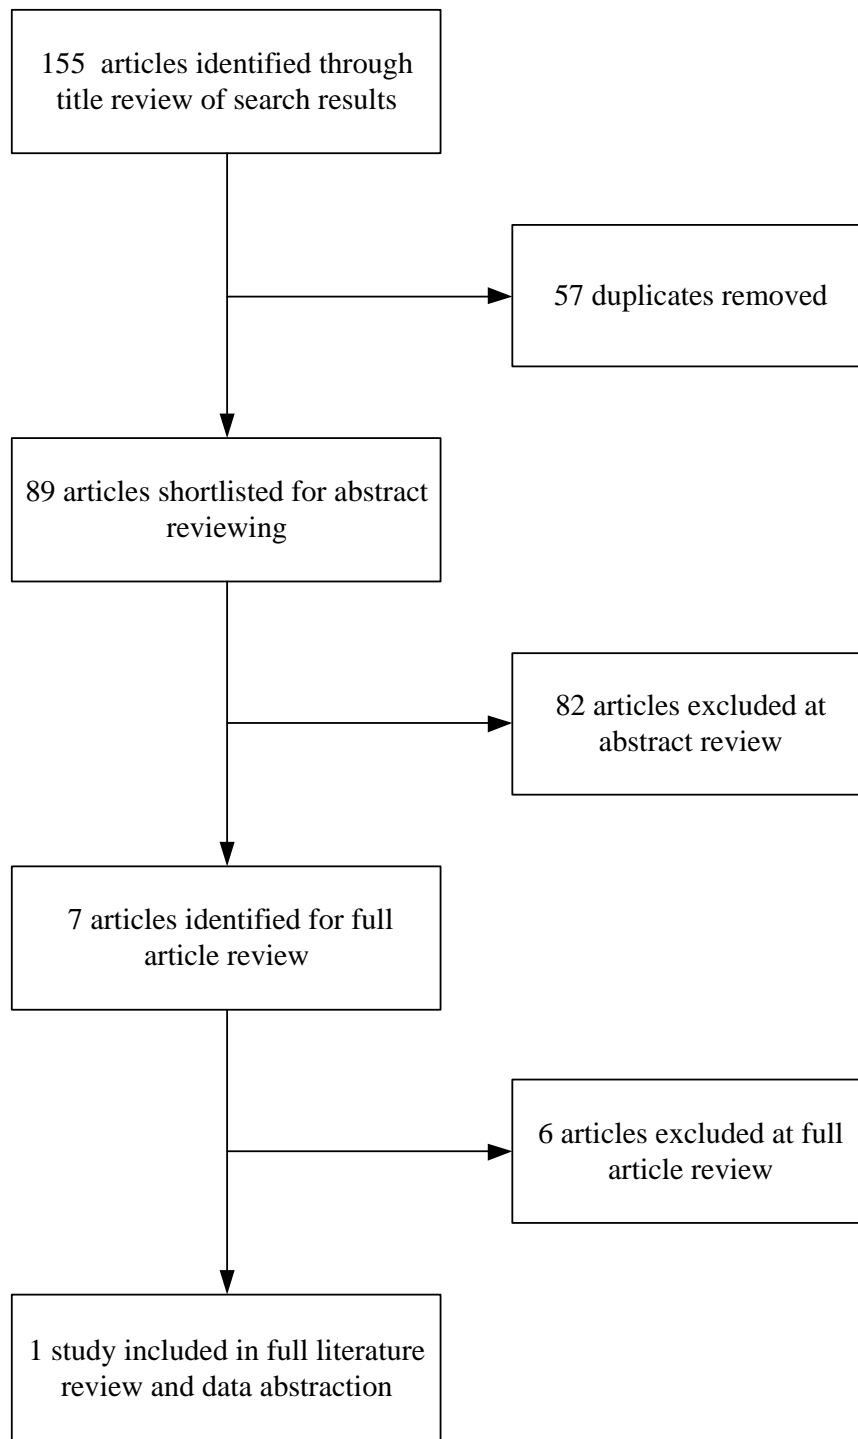 155 articles identified through
title review of search results
57 duplicates removed
89 articles shortlisted for abstract
reviewing
82 articles excluded at
abstract review
7 articles identified for full
article review
6 articles excluded at full
article review
1 study included in full literature
review and data abstraction